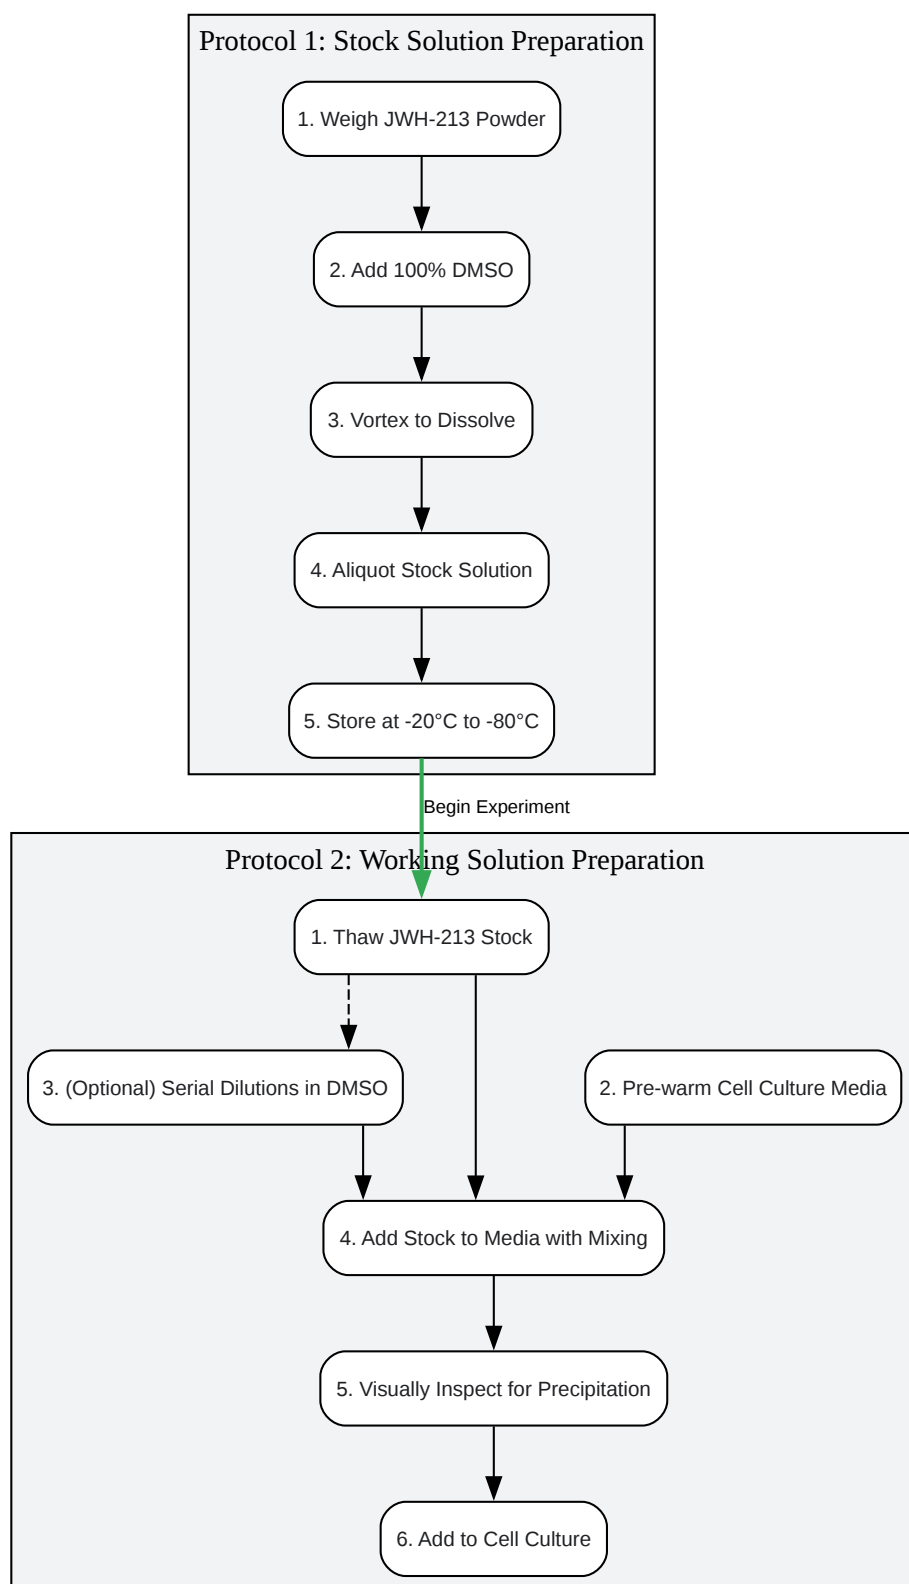 Protocol 1: Stock Solution Preparation
1. Weigh JWH-213 Powder
2. Add 100% DMSO
3. Vortex to Dissolve
4. Aliquot Stock Solution
5. Store at -20°C to -80°C
Begin Experiment
Protocol 2: Working Solution Preparation
1. Thaw JWH-213 Stock
3. (Optional) Serial Dilutions in DMSO
2. Pre-warm Cell Culture Media
4. Add Stock to Media with Mixing
5. Visually Inspect for Precipitation
6. Add to Cell Culture